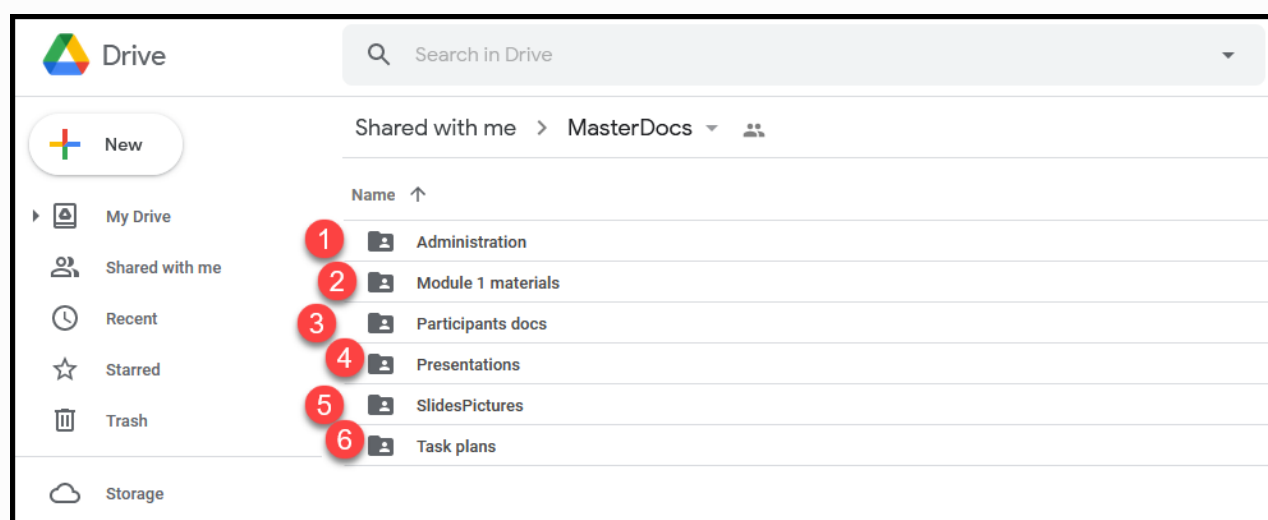 Drive
Search in Drive
New
Shared with me > MasterDocs
Name
My Drive
Shared with me
Recent
Starred
Trash
Storage
1 Administration
2 Module 1 materials
3 Participants docs
4 Presentations
5 SlidesPictures
6 Task plans